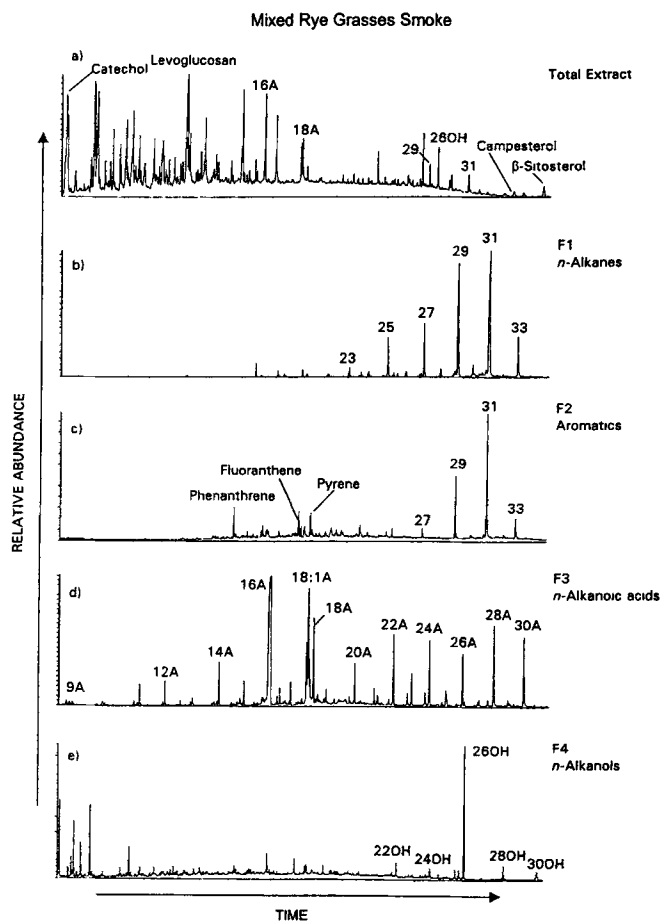 Mixed Rye Grasses Smoke
a)
Catechol
Levoglucosan
16A
18A
29
26OH
31
Campesterol
β-Sitosterol
Total Extract
b)
23
25
27
29
31
33
F1
n-Alkanes
c)
Phenanthrene
Fluoranthene
Pyrene
27
29
31
33
F2
Aromatics
d)
9A
12A
14A
16A
18:1A
18A
20A
22A
24A
26A
28A
30A
F3
n-Alkanoic acids
e)
22OH
24OH
26OH
28OH
30OH
F4
n-Alkanols
RELATIVE ABUNDANCE
TIME